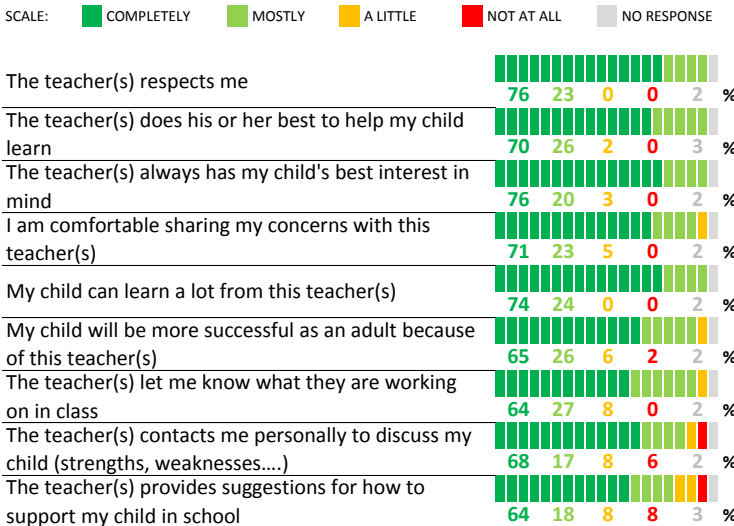 SCALE: COMPLETELY MOSTLY A LITTLE NOT AT ALL NO RESPONSE
The teacher(s) respects me
76 23 0 0 2 %
The teacher(s) does his or her best to help my child
learn
70 26 2 0 3 %
The teacher(s) always has my child's best interest in
mind
76 20 3 0 2 %
I am comfortable sharing my concerns with this
teacher(s)
71 23 5 0 2 %
My child can learn a lot from this teacher(s)
74 24 0 0 2 %
My child will be more successful as an adult because
of this teacher(s)
65 26 6 2 2 %
The teacher(s) let me know what they are working
on in class
64 27 8 0 2 %
The teacher(s) contacts me personally to discuss my
child (strengths, weaknesses....)
68 17 8 6 2 %
The teacher(s) provides suggestions for how to
support my child in school
64 18 8 8 3 %